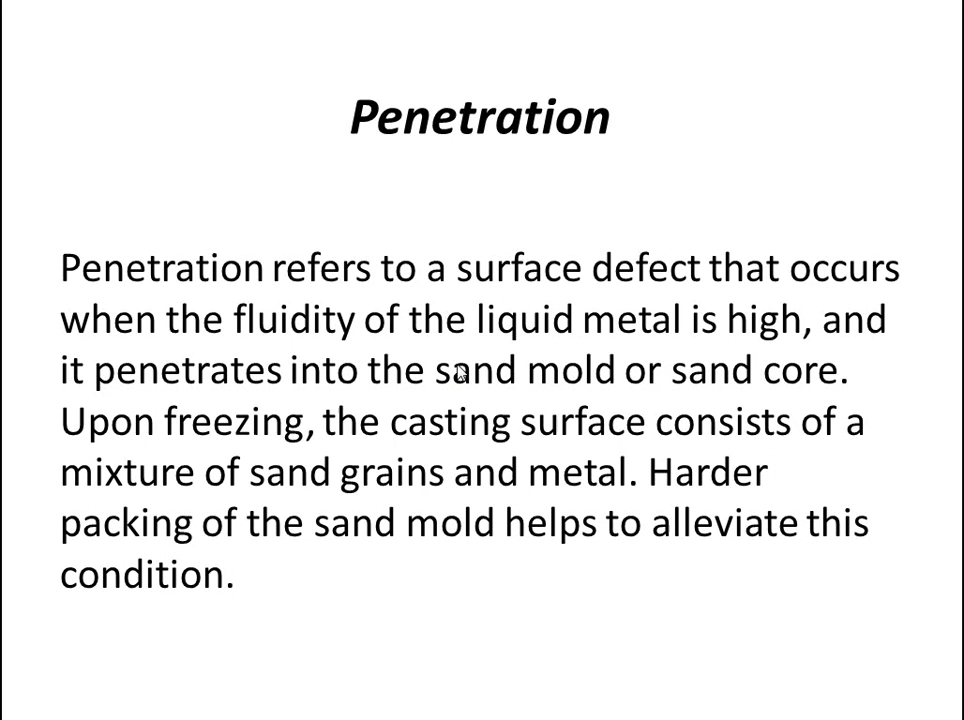 Penetration
Penetration refers to a surface defect that occurs
when the fluidity of the liquid metal is high, and
it penetrates into the sand mold or sand core.
Upon freezing, the casting surface consists of a
mixture of sand grains and metal. Harder
packing of the sand mold helps to alleviate this
condition.